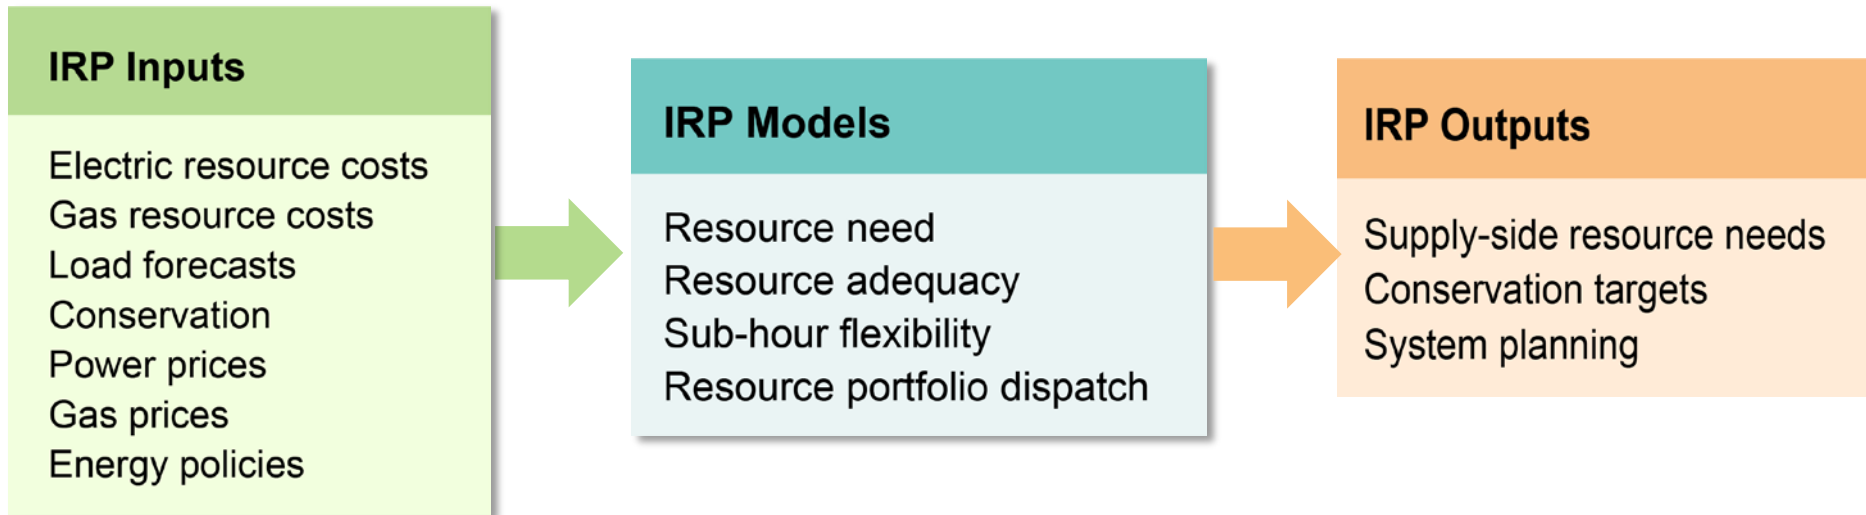 IRP Inputs
Electric resource costs
Gas resource costs
Load forecasts
Conservation
Power prices
Gas prices
Energy policies
IRP Models
Resource need
Resource adequacy
Sub-hour flexibility
Resource portfolio dispatch
IRP Outputs
Supply-side resource needs
Conservation targets
System planning